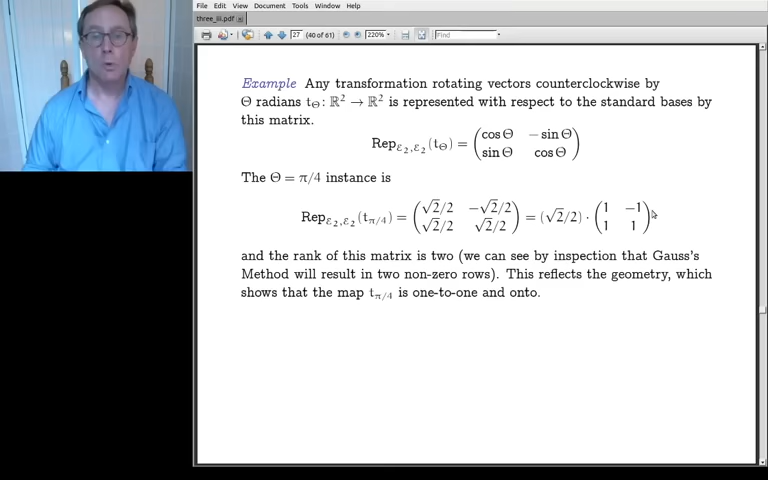 File Edit View Document Tools Window Help
three_iii.pdf
27 (40 of 61) 220% Find
Example Any transformation rotating vectors counterclockwise by
Θ radians t_Θ: ℝ² → ℝ² is represented with respect to the standard bases by
this matrix.
Rep_{ε₂,ε₂}(t_Θ) = (cos Θ −sin Θ
sin Θ cos Θ)
The Θ = π/4 instance is
Rep_{ε₂,ε₂}(t_{π/4}) = (√2/2 −√2/2
√2/2 √2/2) = (√2/2) · (1 −1
1 1)
and the rank of this matrix is two (we can see by inspection that Gauss's
Method will result in two non-zero rows). This reflects the geometry, which
shows that the map t_{π/4} is one-to-one and onto.